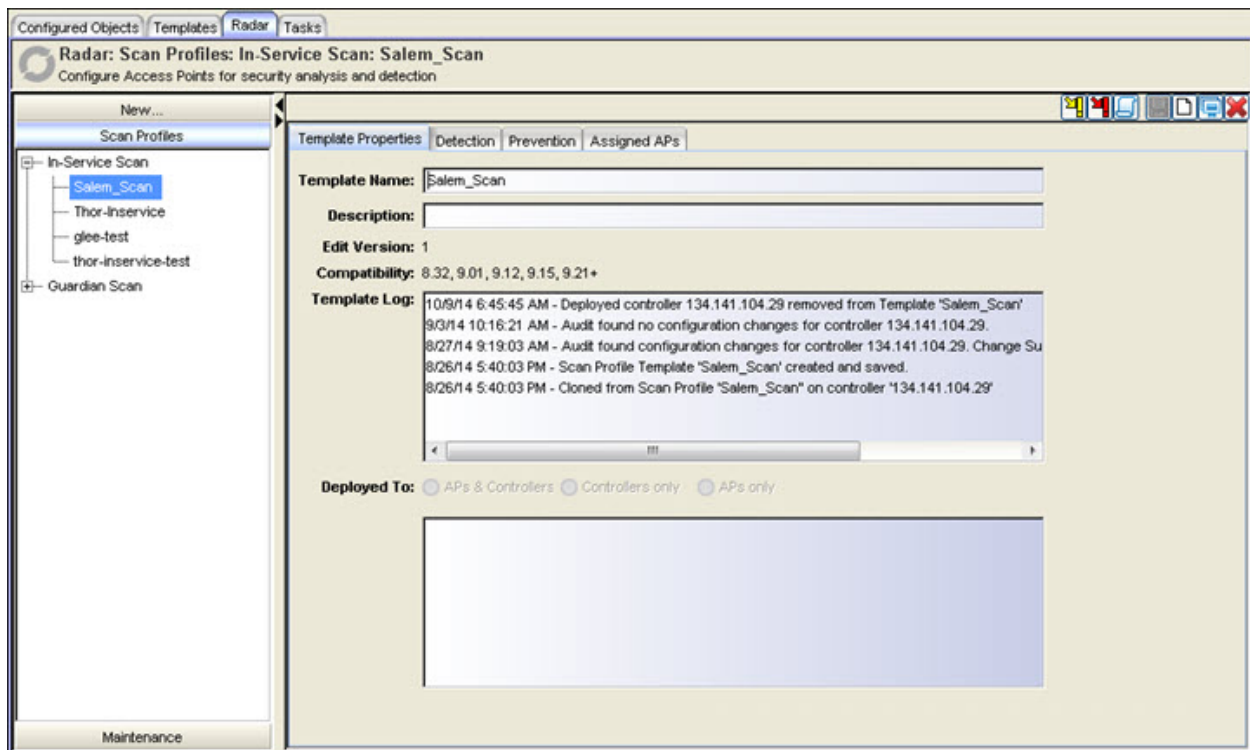 Configured Objects Templates Radar Tasks
Radar: Scan Profiles: In-Service Scan: Salem_Scan
Configure Access Points for security analysis and detection
New...
Scan Profiles
In-Service Scan
Salem_Scan
Thor-Inservice
glee-test
thor-inservice-test
Guardian Scan
Maintenance
Template Properties Detection Prevention Assigned APs
Template Name: Salem_Scan
Description:
Edit Version: 1
Compatibility: 8.32, 9.01, 9.12, 9.15, 9.21+
Template Log: 10/9/14 6:45:45 AM - Deployed controller 134.141.104.29 removed from Template 'Salem_Scan'
9/3/14 10:16:21 AM - Audit found no configuration changes for controller 134.141.104.29.
8/27/14 9:19:03 AM - Audit found configuration changes for controller 134.141.104.29. Change Su
8/26/14 5:40:03 PM - Scan Profile Template 'Salem_Scan' created and saved.
8/26/14 5:40:03 PM - Cloned from Scan Profile 'Salem_Scan" on controller '134.141.104.29'
Deployed To: APs & Controllers Controllers only APs only